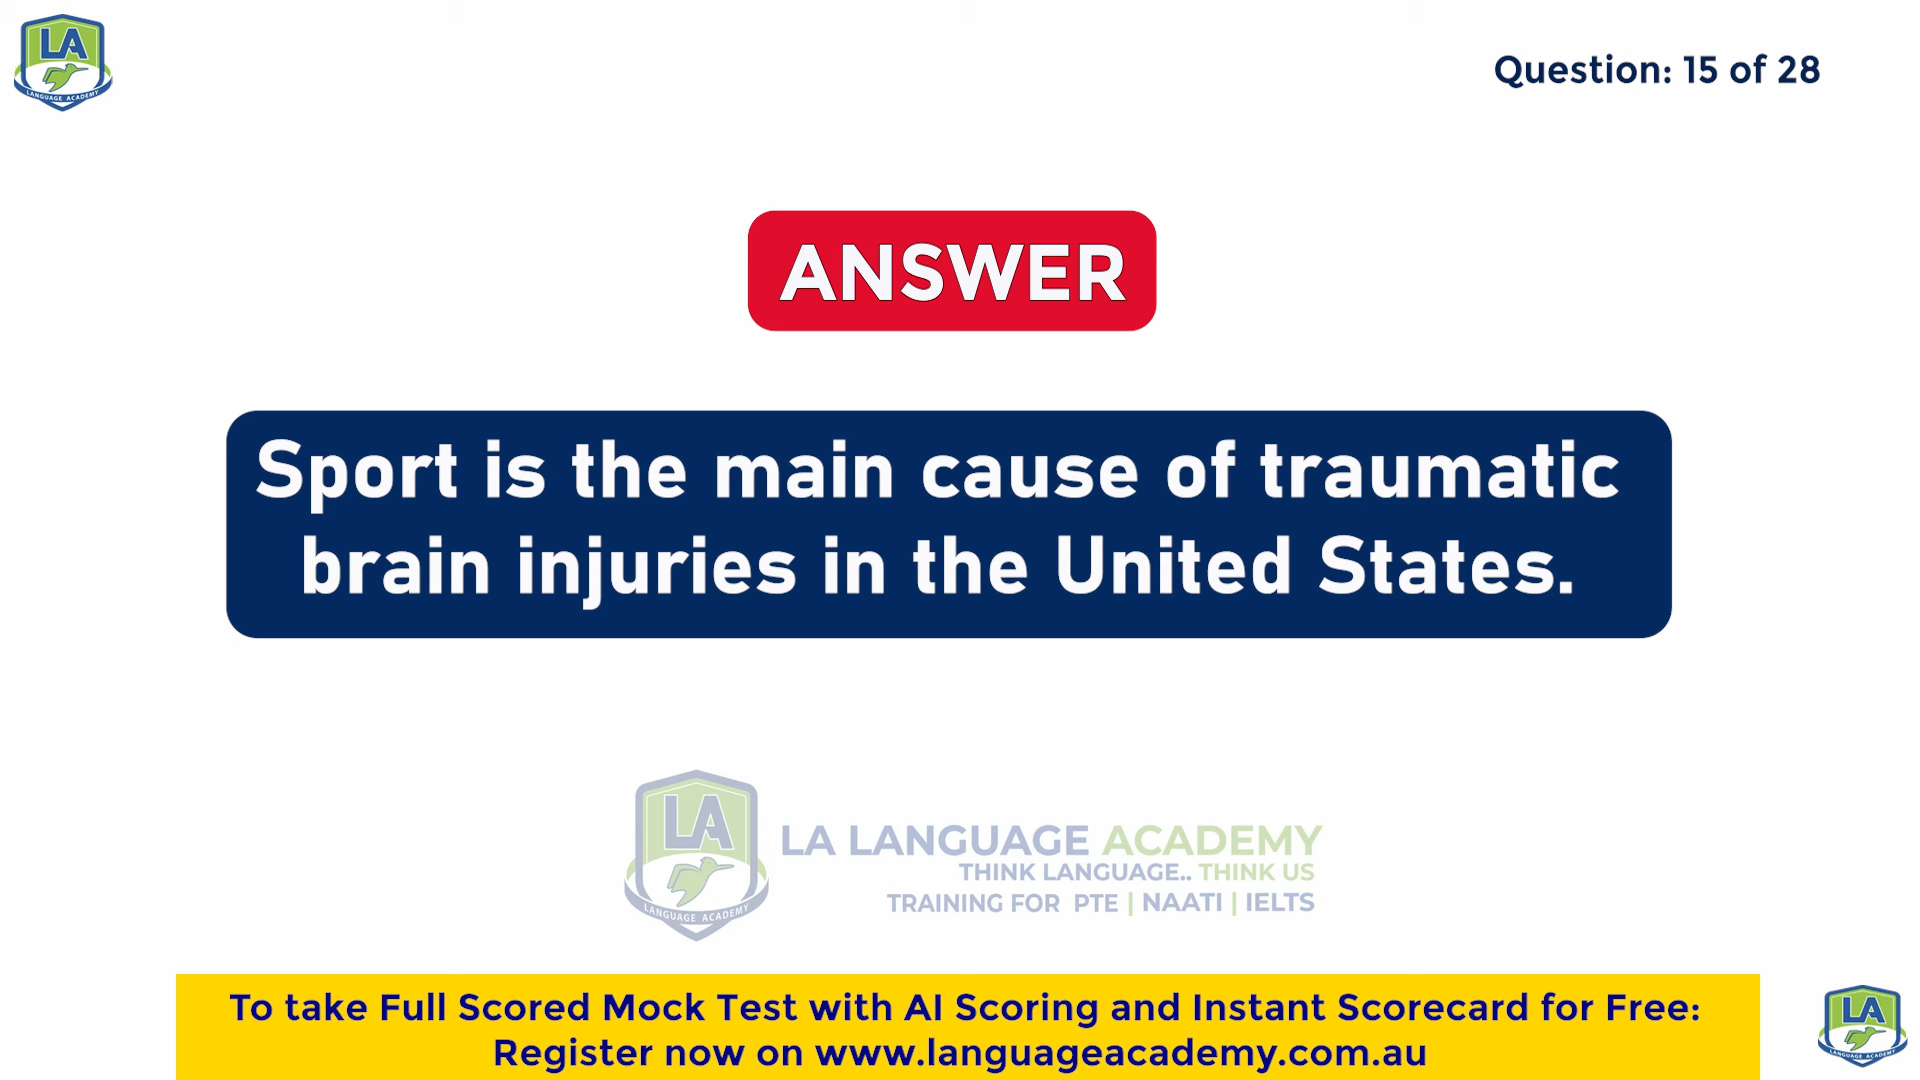 LA
LANGUAGE ACADEMY
Question: 15 of 28
ANSWER
Sport is the main cause of traumatic
brain injuries in the United States.
LA
LANGUAGE ACADEMY
LA LANGUAGE ACADEMY
THINK LANGUAGE.. THINK US
TRAINING FOR PTE | NAATI | IELTS
To take Full Scored Mock Test with AI Scoring and Instant Scorecard for Free:
Register now on www.languageacademy.com.au
LA
LANGUAGE ACADEMY